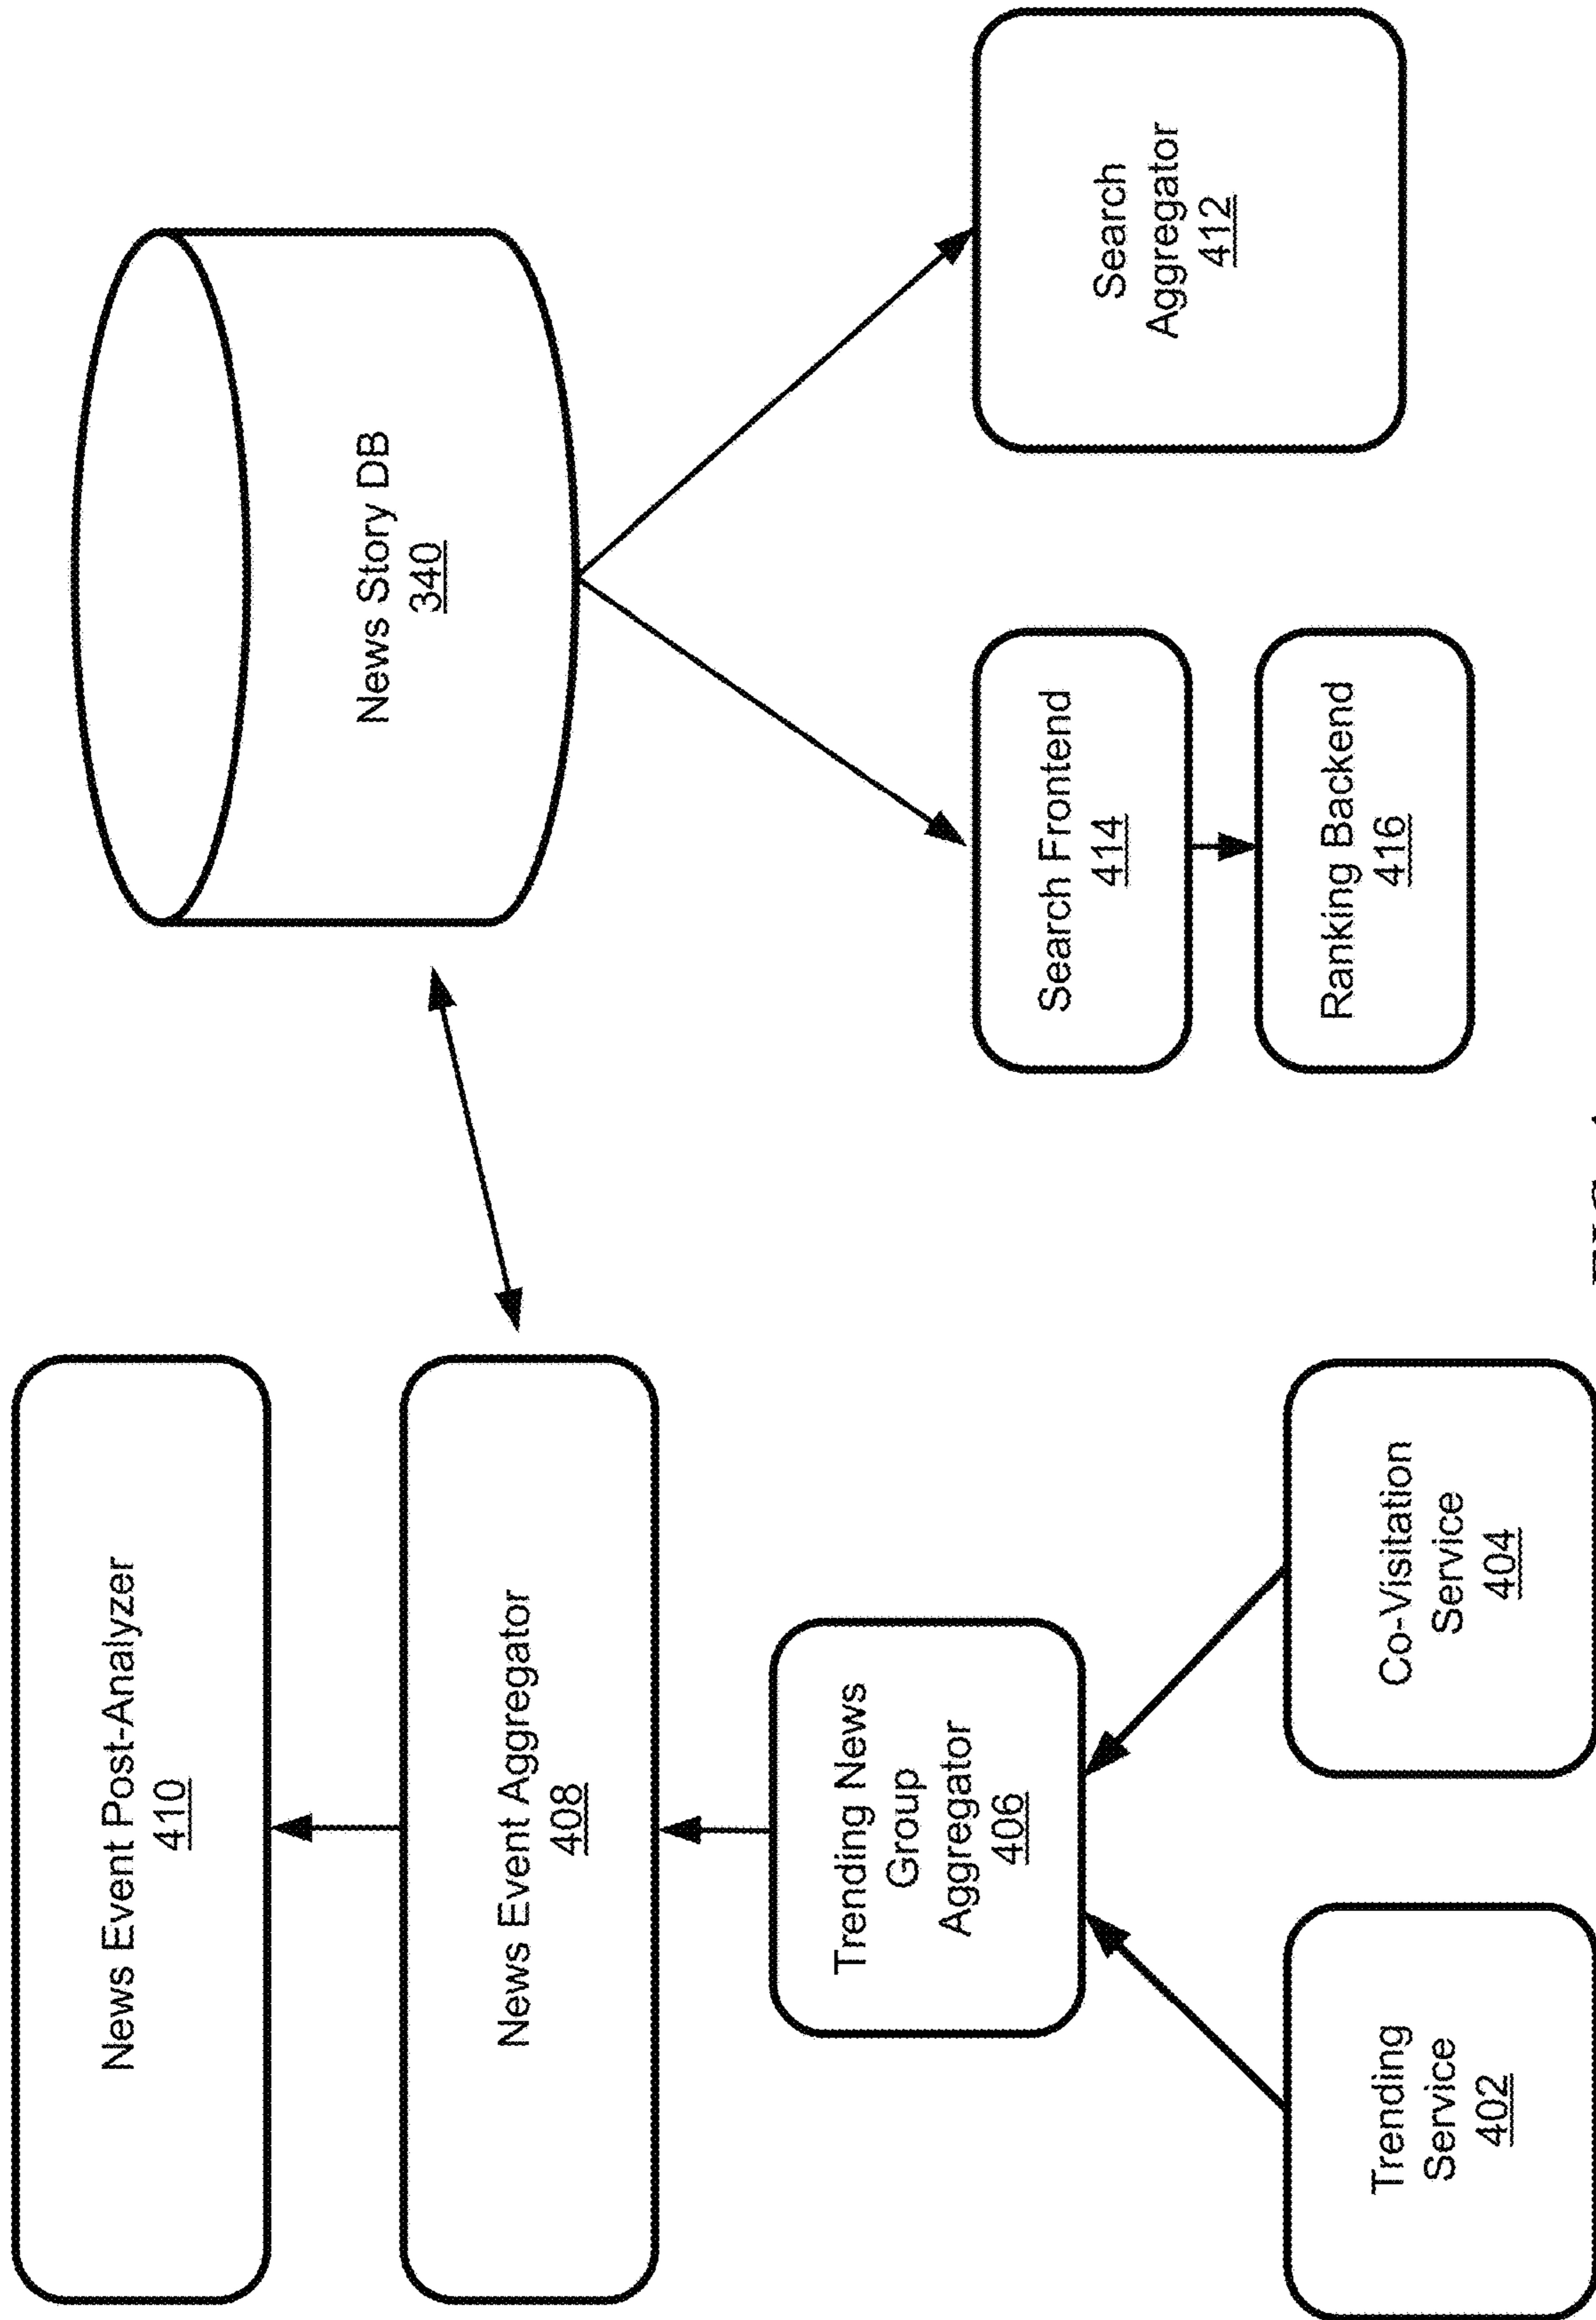 News Event Post-Analyzer
410
News Event Aggregator
408
Trending News
Group
Aggregator
406
Trending
Service
402
Co-Visitation
Service
404
News Story DB
340
Search Frontend
414
Ranking Backend
416
Search
Aggregator
412